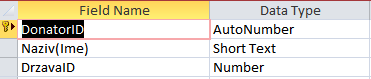 Field Name Data Type
DonatorID AutoNumber
Naziv(Ime) Short Text
DrzavaID Number